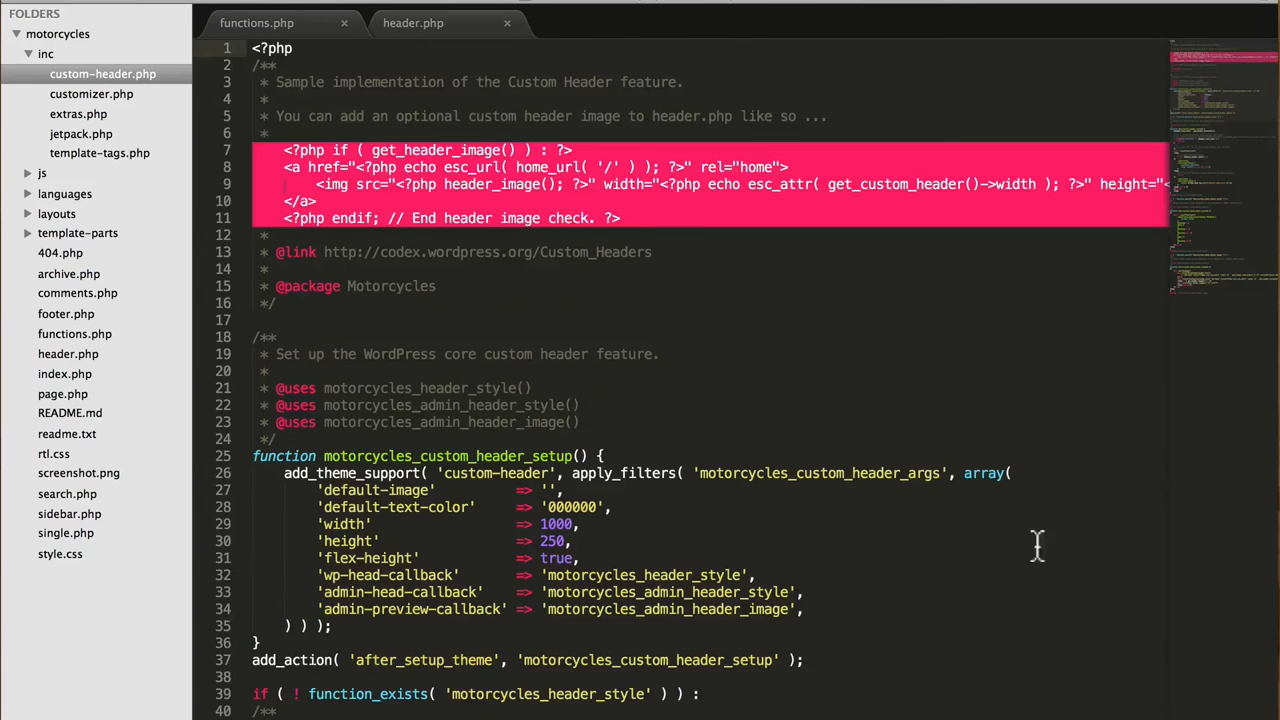 FOLDERS
motorcycles
inc
custom-header.php
customizer.php
extras.php
jetpack.php
template-tags.php
js
languages
layouts
template-parts
404.php
archive.php
comments.php
footer.php
functions.php
header.php
index.php
page.php
README.md
readme.txt
rtl.css
screenshot.png
search.php
sidebar.php
single.php
style.css
functions.php × header.php ×
1 <?php
2 /**
3 * Sample implementation of the Custom Header feature.
4 *
5 * You can add an optional custom header image to header.php like so ...
6 *
7 <?php if ( get_header_image() ) : ?>
8 <a href="<?php echo esc_url( home_url( '/' ) ); ?>" rel="home">
9 <img src="<?php header_image(); ?>" width="<?php echo esc_attr( get_custom_header()->width ); ?>" height="<
10 </a>
11 <?php endif; // End header image check. ?>
12 *
13 * @link http://codex.wordpress.org/Custom_Headers
14 *
15 * @package Motorcycles
16 */
17
18 /**
19 * Set up the WordPress core custom header feature.
20 *
21 * @uses motorcycles_header_style()
22 * @uses motorcycles_admin_header_style()
23 * @uses motorcycles_admin_header_image()
24 */
25 function motorcycles_custom_header_setup() {
26 add_theme_support( 'custom-header', apply_filters( 'motorcycles_custom_header_args', array(
27 'default-image' => '',
28 'default-text-color' => '000000',
29 'width' => 1000,
30 'height' => 250,
31 'flex-height' => true,
32 'wp-head-callback' => 'motorcycles_header_style',
33 'admin-head-callback' => 'motorcycles_admin_header_style',
34 'admin-preview-callback' => 'motorcycles_admin_header_image',
35 ) ) );
36 }
37 add_action( 'after_setup_theme', 'motorcycles_custom_header_setup' );
38
39 if ( ! function_exists( 'motorcycles_header_style' ) ) :
40 /**